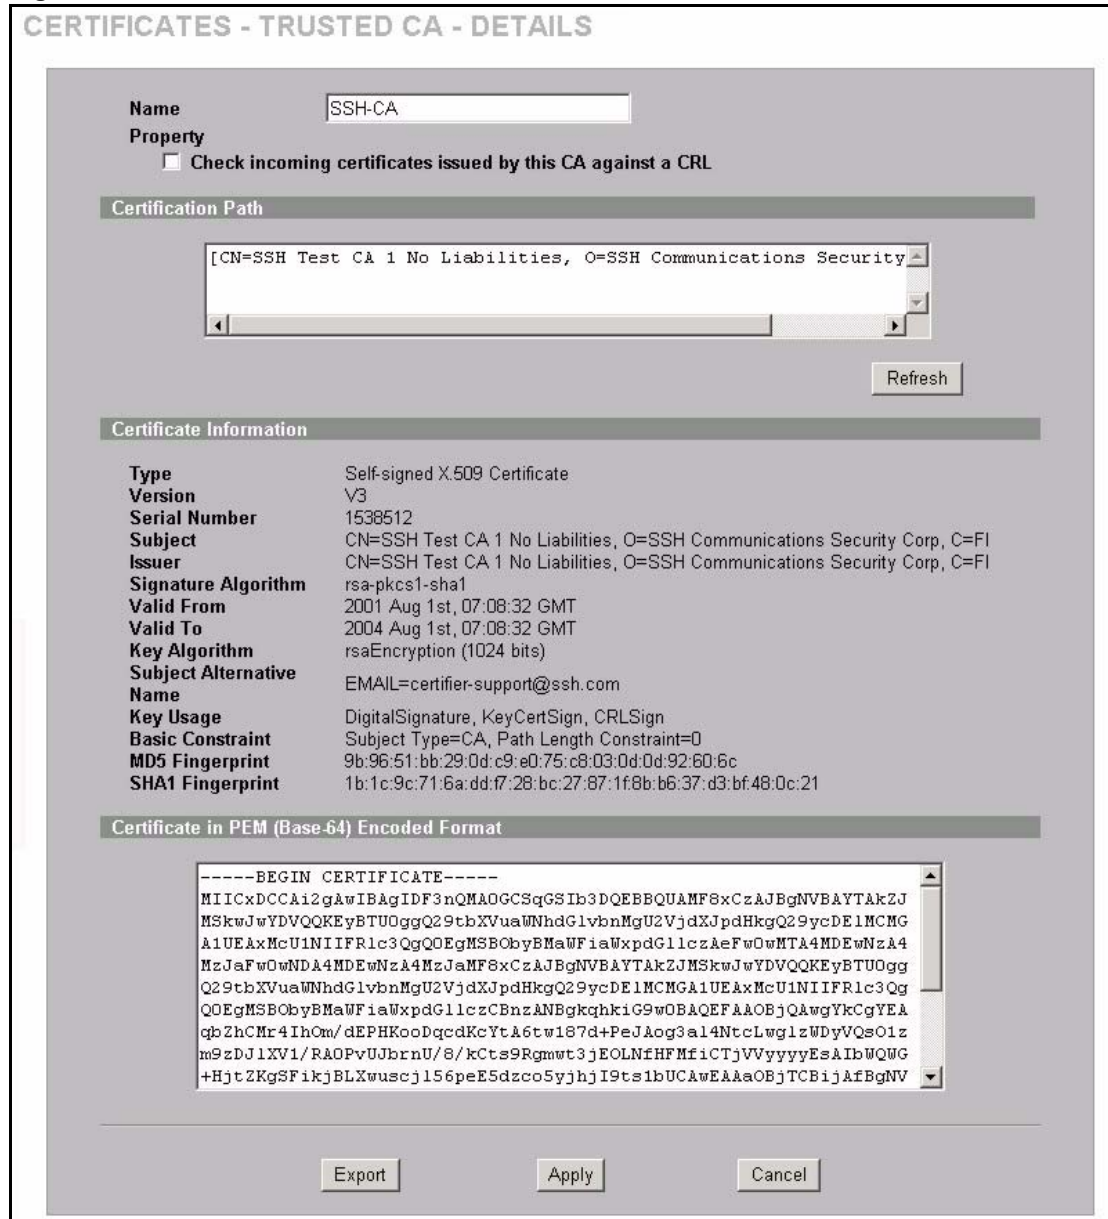 CERTIFICATES - TRUSTED CA - DETAILS
Name SSH-CA
Property
Check incoming certificates issued by this CA against a CRL
Certification Path
[CN=SSH Test CA 1 No Liabilities, O=SSH Communications Security
Refresh
Certificate Information
Type Self-signed X.509 Certificate
Version V3
Serial Number 1538512
Subject CN=SSH Test CA 1 No Liabilities, O=SSH Communications Security Corp, C=FI
Issuer CN=SSH Test CA 1 No Liabilities, O=SSH Communications Security Corp, C=FI
Signature Algorithm rsa-pkcs1-sha1
Valid From 2001 Aug 1st, 07:08:32 GMT
Valid To 2004 Aug 1st, 07:08:32 GMT
Key Algorithm rsaEncryption (1024 bits)
Subject Alternative
Name EMAIL=certifier-support@ssh.com
Key Usage DigitalSignature, KeyCertSign, CRLSign
Basic Constraint Subject Type=CA, Path Length Constraint=0
MD5 Fingerprint 9b:96:51:bb:29:0d:c9:e0:75:c8:03:0d:0d:92:60:6c
SHA1 Fingerprint 1b:1c:9c:71:6a:dd:f7:28:bc:27:87:1f:8b:b6:37:d3:bf:48:0c:21
Certificate in PEM (Base-64) Encoded Format
-----BEGIN CERTIFICATE-----
MIICxDCCAi2gAwIBAgIDF3nQMA0GCSqGSIb3DQEBBQUAMF8xCzAJBgNVBAYTAkZJ
MSkwJwYDVQQKEyBTU0ggQ29tbXVuaWNhdGlvbnMgU2VjdXJpdHkgQ29ycDElMCMG
A1UEAxMcU1NIIFRlc3QgQ0EgMSBObyBMaWFiaWxpdGllczAeFw0wMTA4MDEwNzA4
MzJaFw0wNDA4MDEwNzA4MzJaMF8xCzAJBgNVBAYTAkZJMSkwJwYDVQQKEyBTU0gg
Q29tbXVuaWNhdGlvbnMgU2VjdXJpdHkgQ29ycDElMCMGA1UEAxMcU1NIIFRlc3Qg
Q0EgMSBObyBMaWFiaWxpdGllczCBnzANBgkqhkiG9w0BAQEFAAOBjQAwgYkCgYEA
qbZhCMr4IhOm/dEPHKooDqcdKcYtA6tw187d+PeJAog3al4NtcLwglzWDyVQsO1z
m9zDJlXV1/RAOPvUJbrnU/8/kCts9Rgmwt3jEOLNfHFMfiCTjVVyyyyEsAIbWQWG
+HjtZKgSFikjBLXwuscjl56peE5dzco5yjhjI9ts1bUCAwEAAaOBjTCBijAfBgNV
Export Apply Cancel